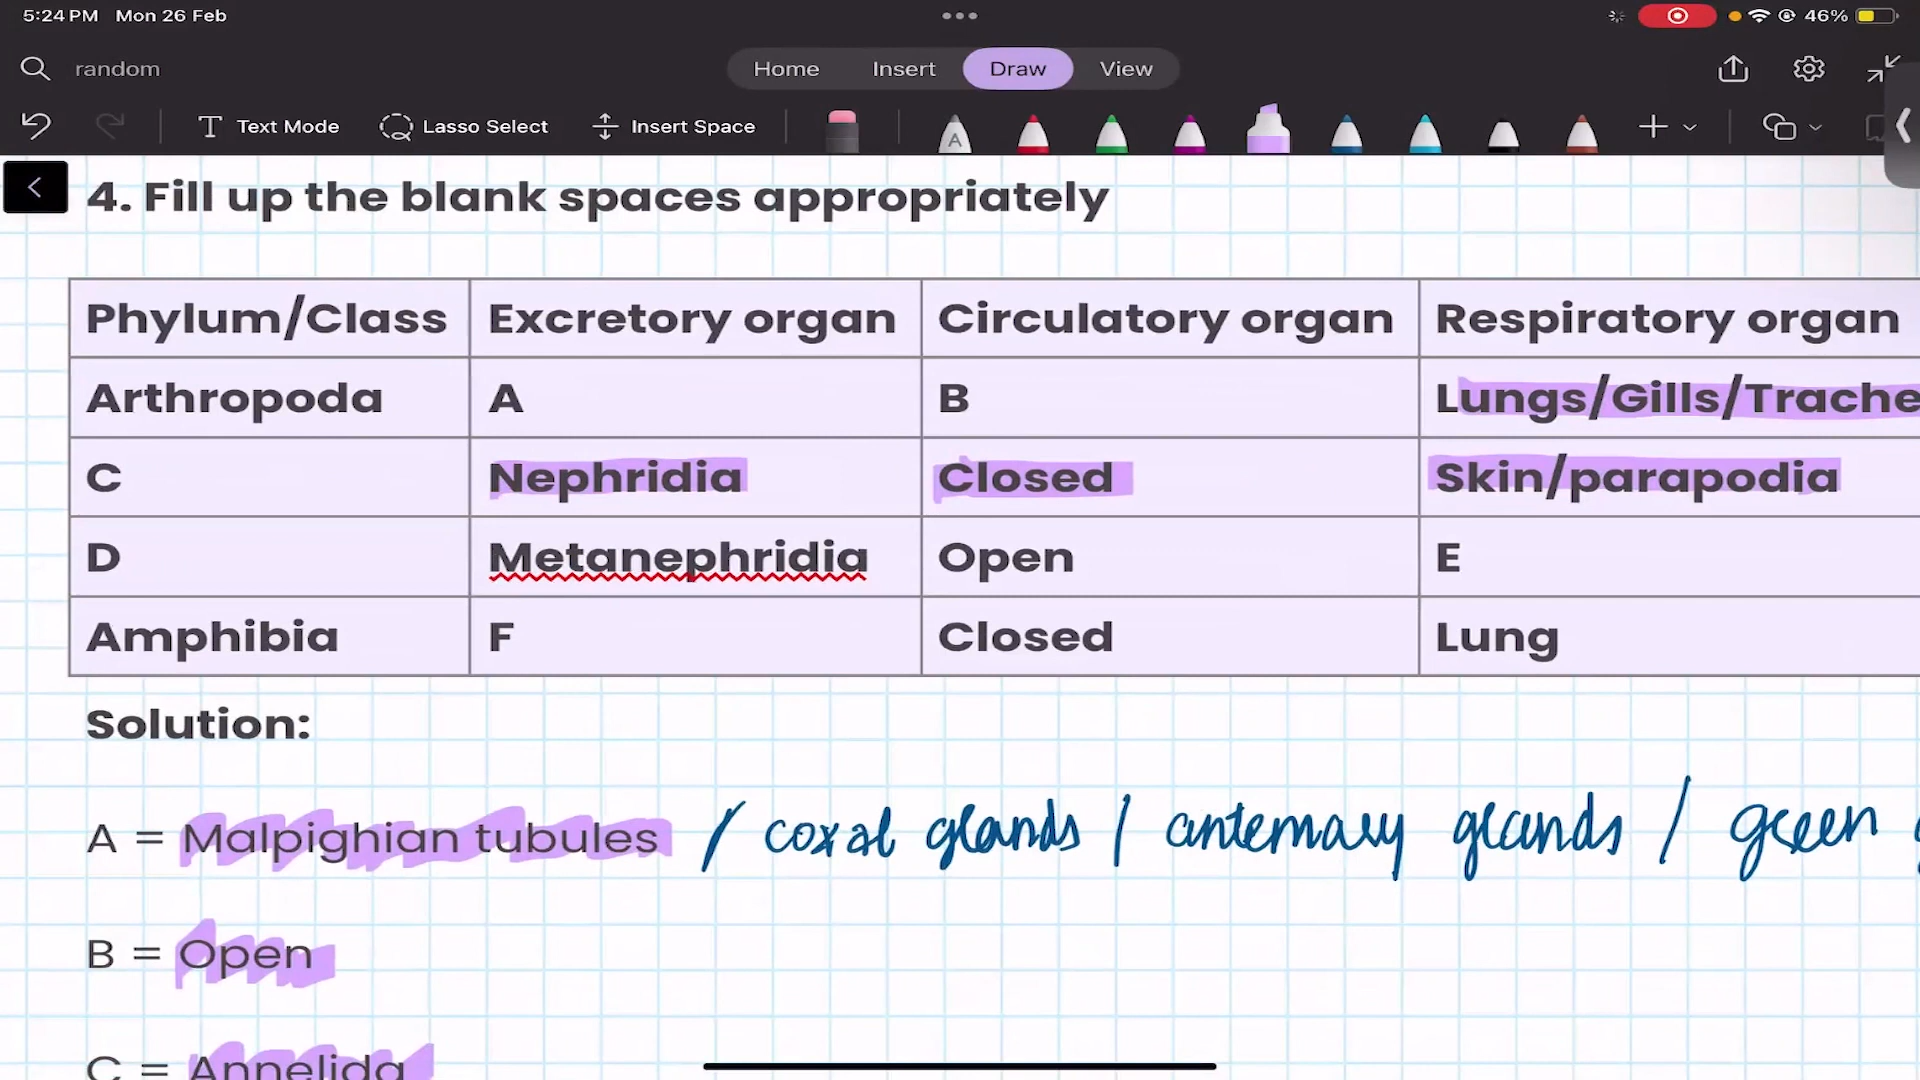 5:24 PM Mon 26 Feb
46%
random
Home Insert Draw View
Text Mode Lasso Select Insert Space
A
4. Fill up the blank spaces appropriately
Phylum/Class Excretory organ Circulatory organ Respiratory organ
Arthropoda A B Lungs/Gills/Trache
C Nephridia Closed Skin/parapodia
D Metanephridia Open E
Amphibia F Closed Lung
Solution:
A = Malpighian tubules / coxal glands / antennary glands / green
B = Open
C = Annelida